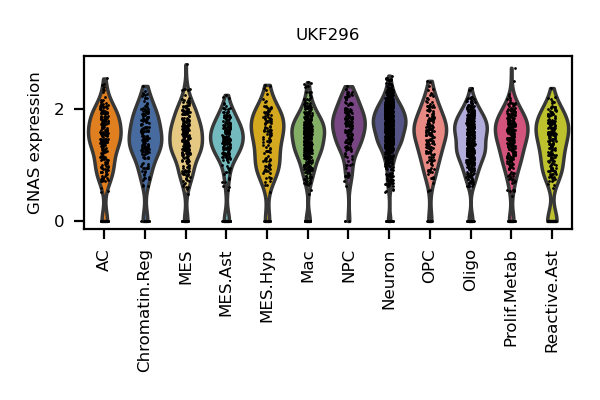 UKF296
GNAS expression
2
0
AC
Chromatin.Reg
MES
MES.Ast
MES.Hyp
Mac
NPC
Neuron
OPC
Oligo
Prolif.Metab
Reactive.Ast